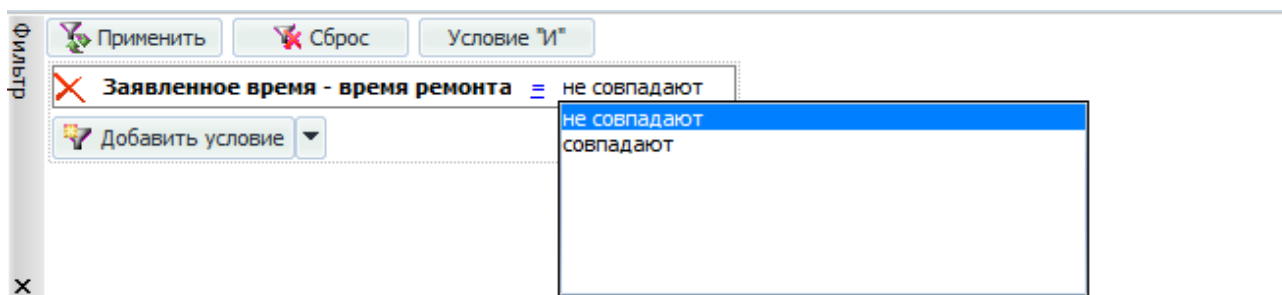 Фильтр
Применить Сброс Условие "И"
Заявленное время - время ремонта = не совпадают
не совпадают
Добавить условие
совпадают
X